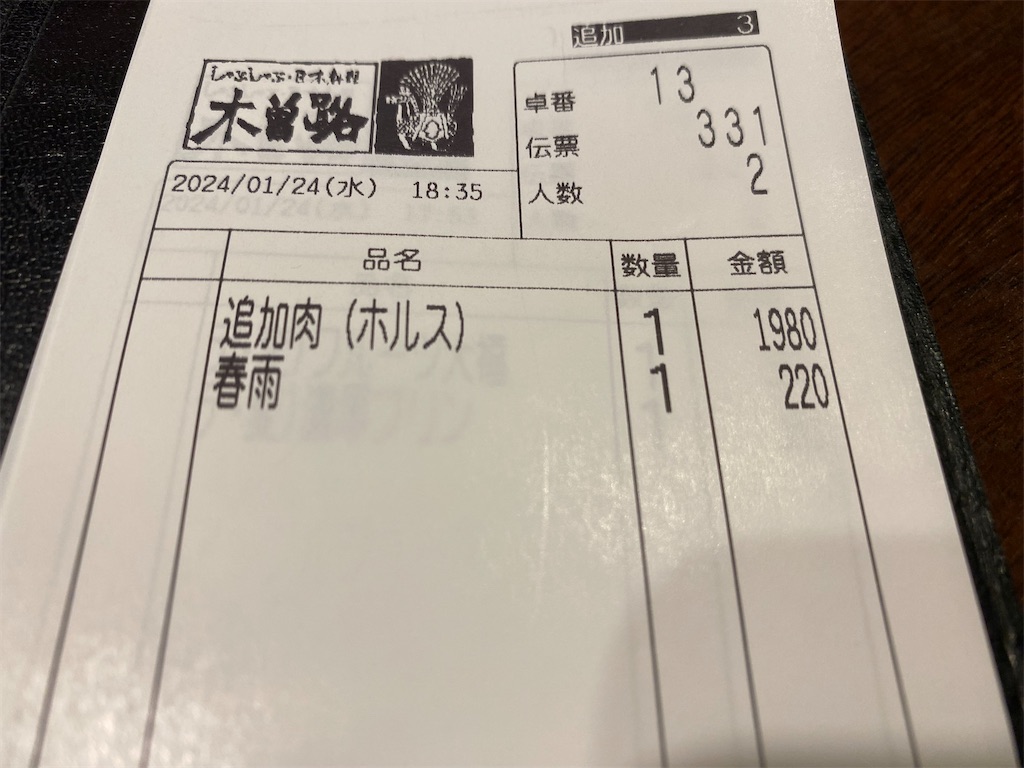 追加 3
しゃぶしゃぶ・日本料理
木曽路
卓番 13
伝票 331
人数 2
2024/01/24(水) 18:35
品名 数量 金額
追加肉（ホルス） 1 1980
春雨 1 220